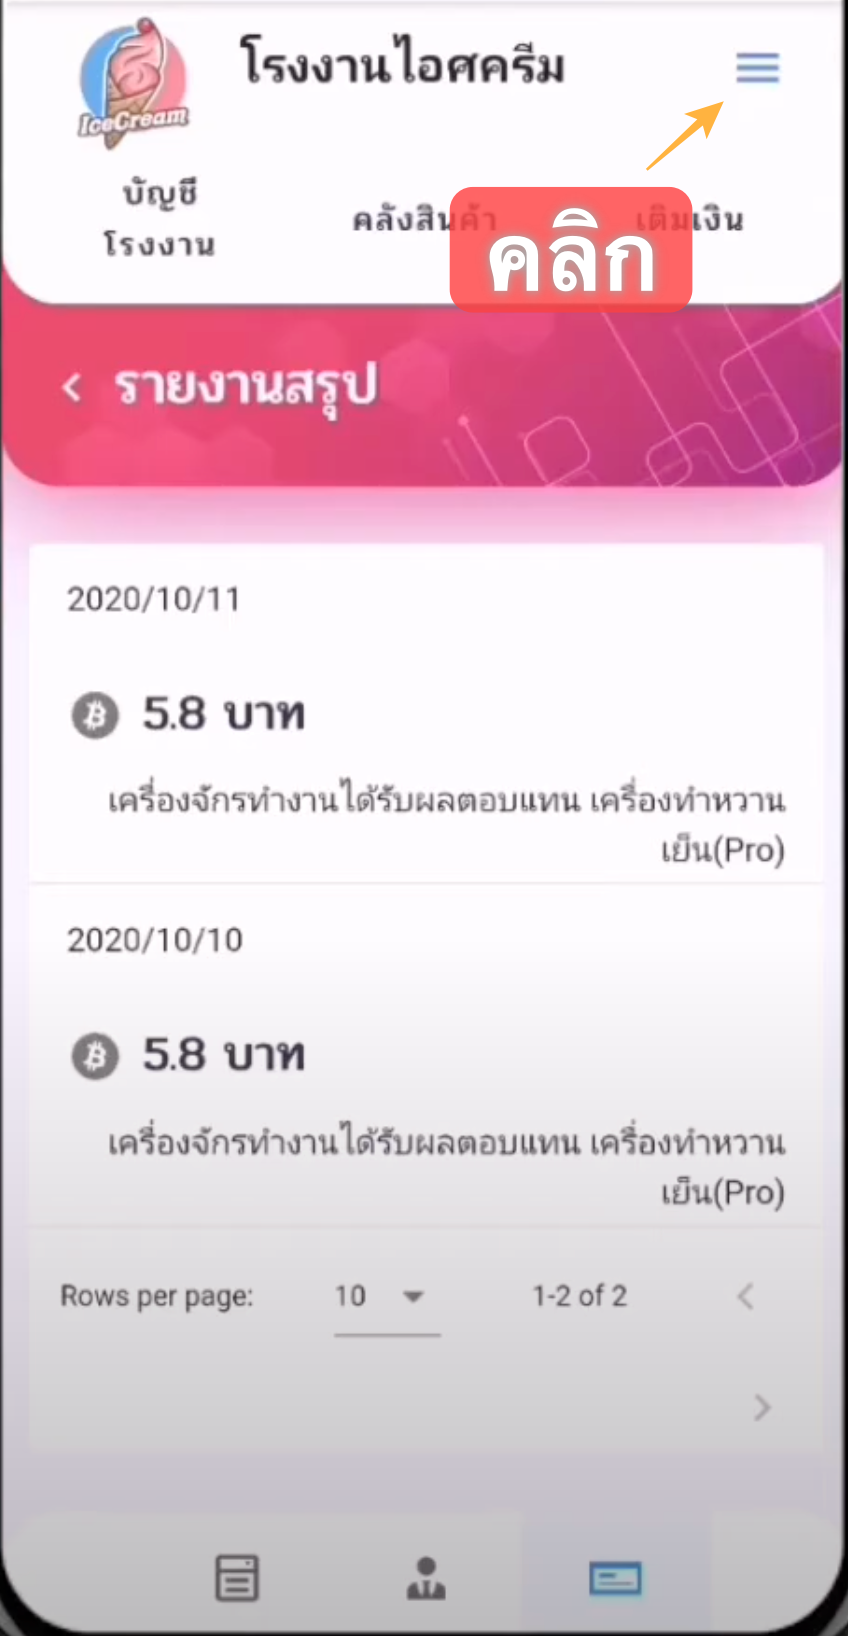 โรงงานไอศครีม
IceCream
บัญชี
โรงงาน
คลังสินค้า
เติมเงิน
คลิก
รายงานสรุป
2020/10/11
5.8 บาท
เครื่องจักรทำงานได้รับผลตอบแทน เครื่องทำหวาน
เย็น(Pro)
2020/10/10
5.8 บาท
เครื่องจักรทำงานได้รับผลตอบแทน เครื่องทำหวาน
เย็น(Pro)
Rows per page: 10 1-2 of 2